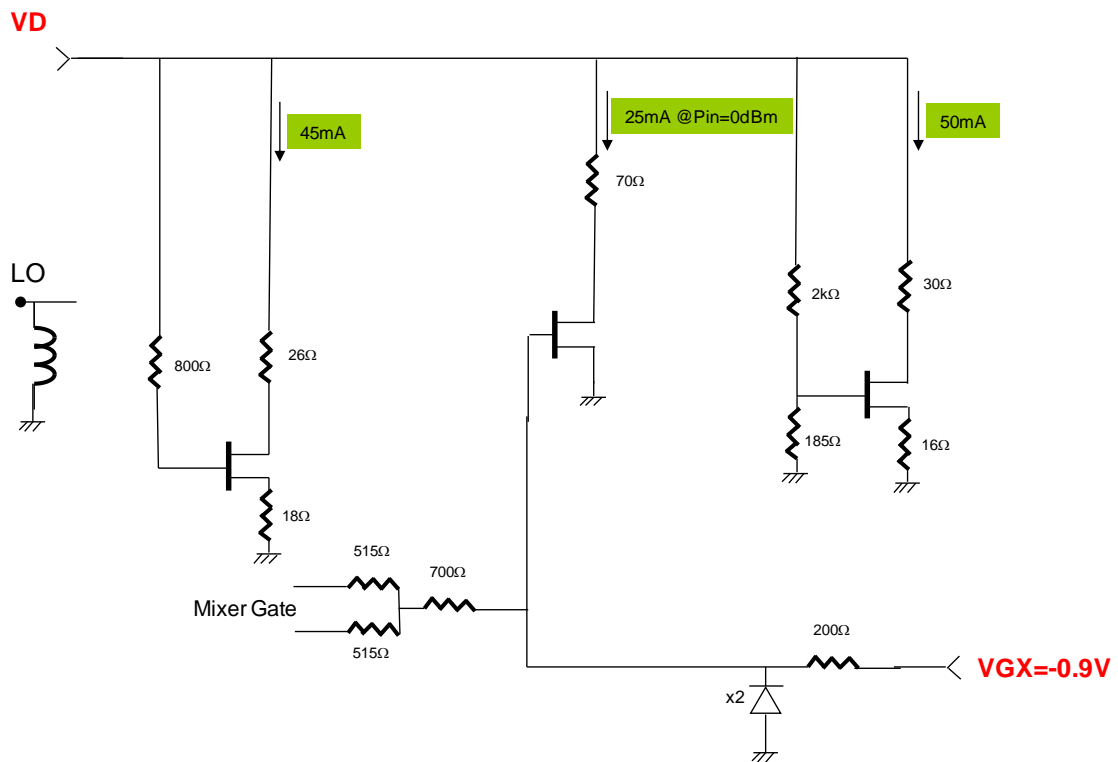 VD
45mA
25mA @Pin=0dBm
50mA
70Ω
LO
2kΩ
30Ω
800Ω
26Ω
185Ω
16Ω
18Ω
515Ω
700Ω
Mixer Gate
515Ω
200Ω
VGX=-0.9V
x2